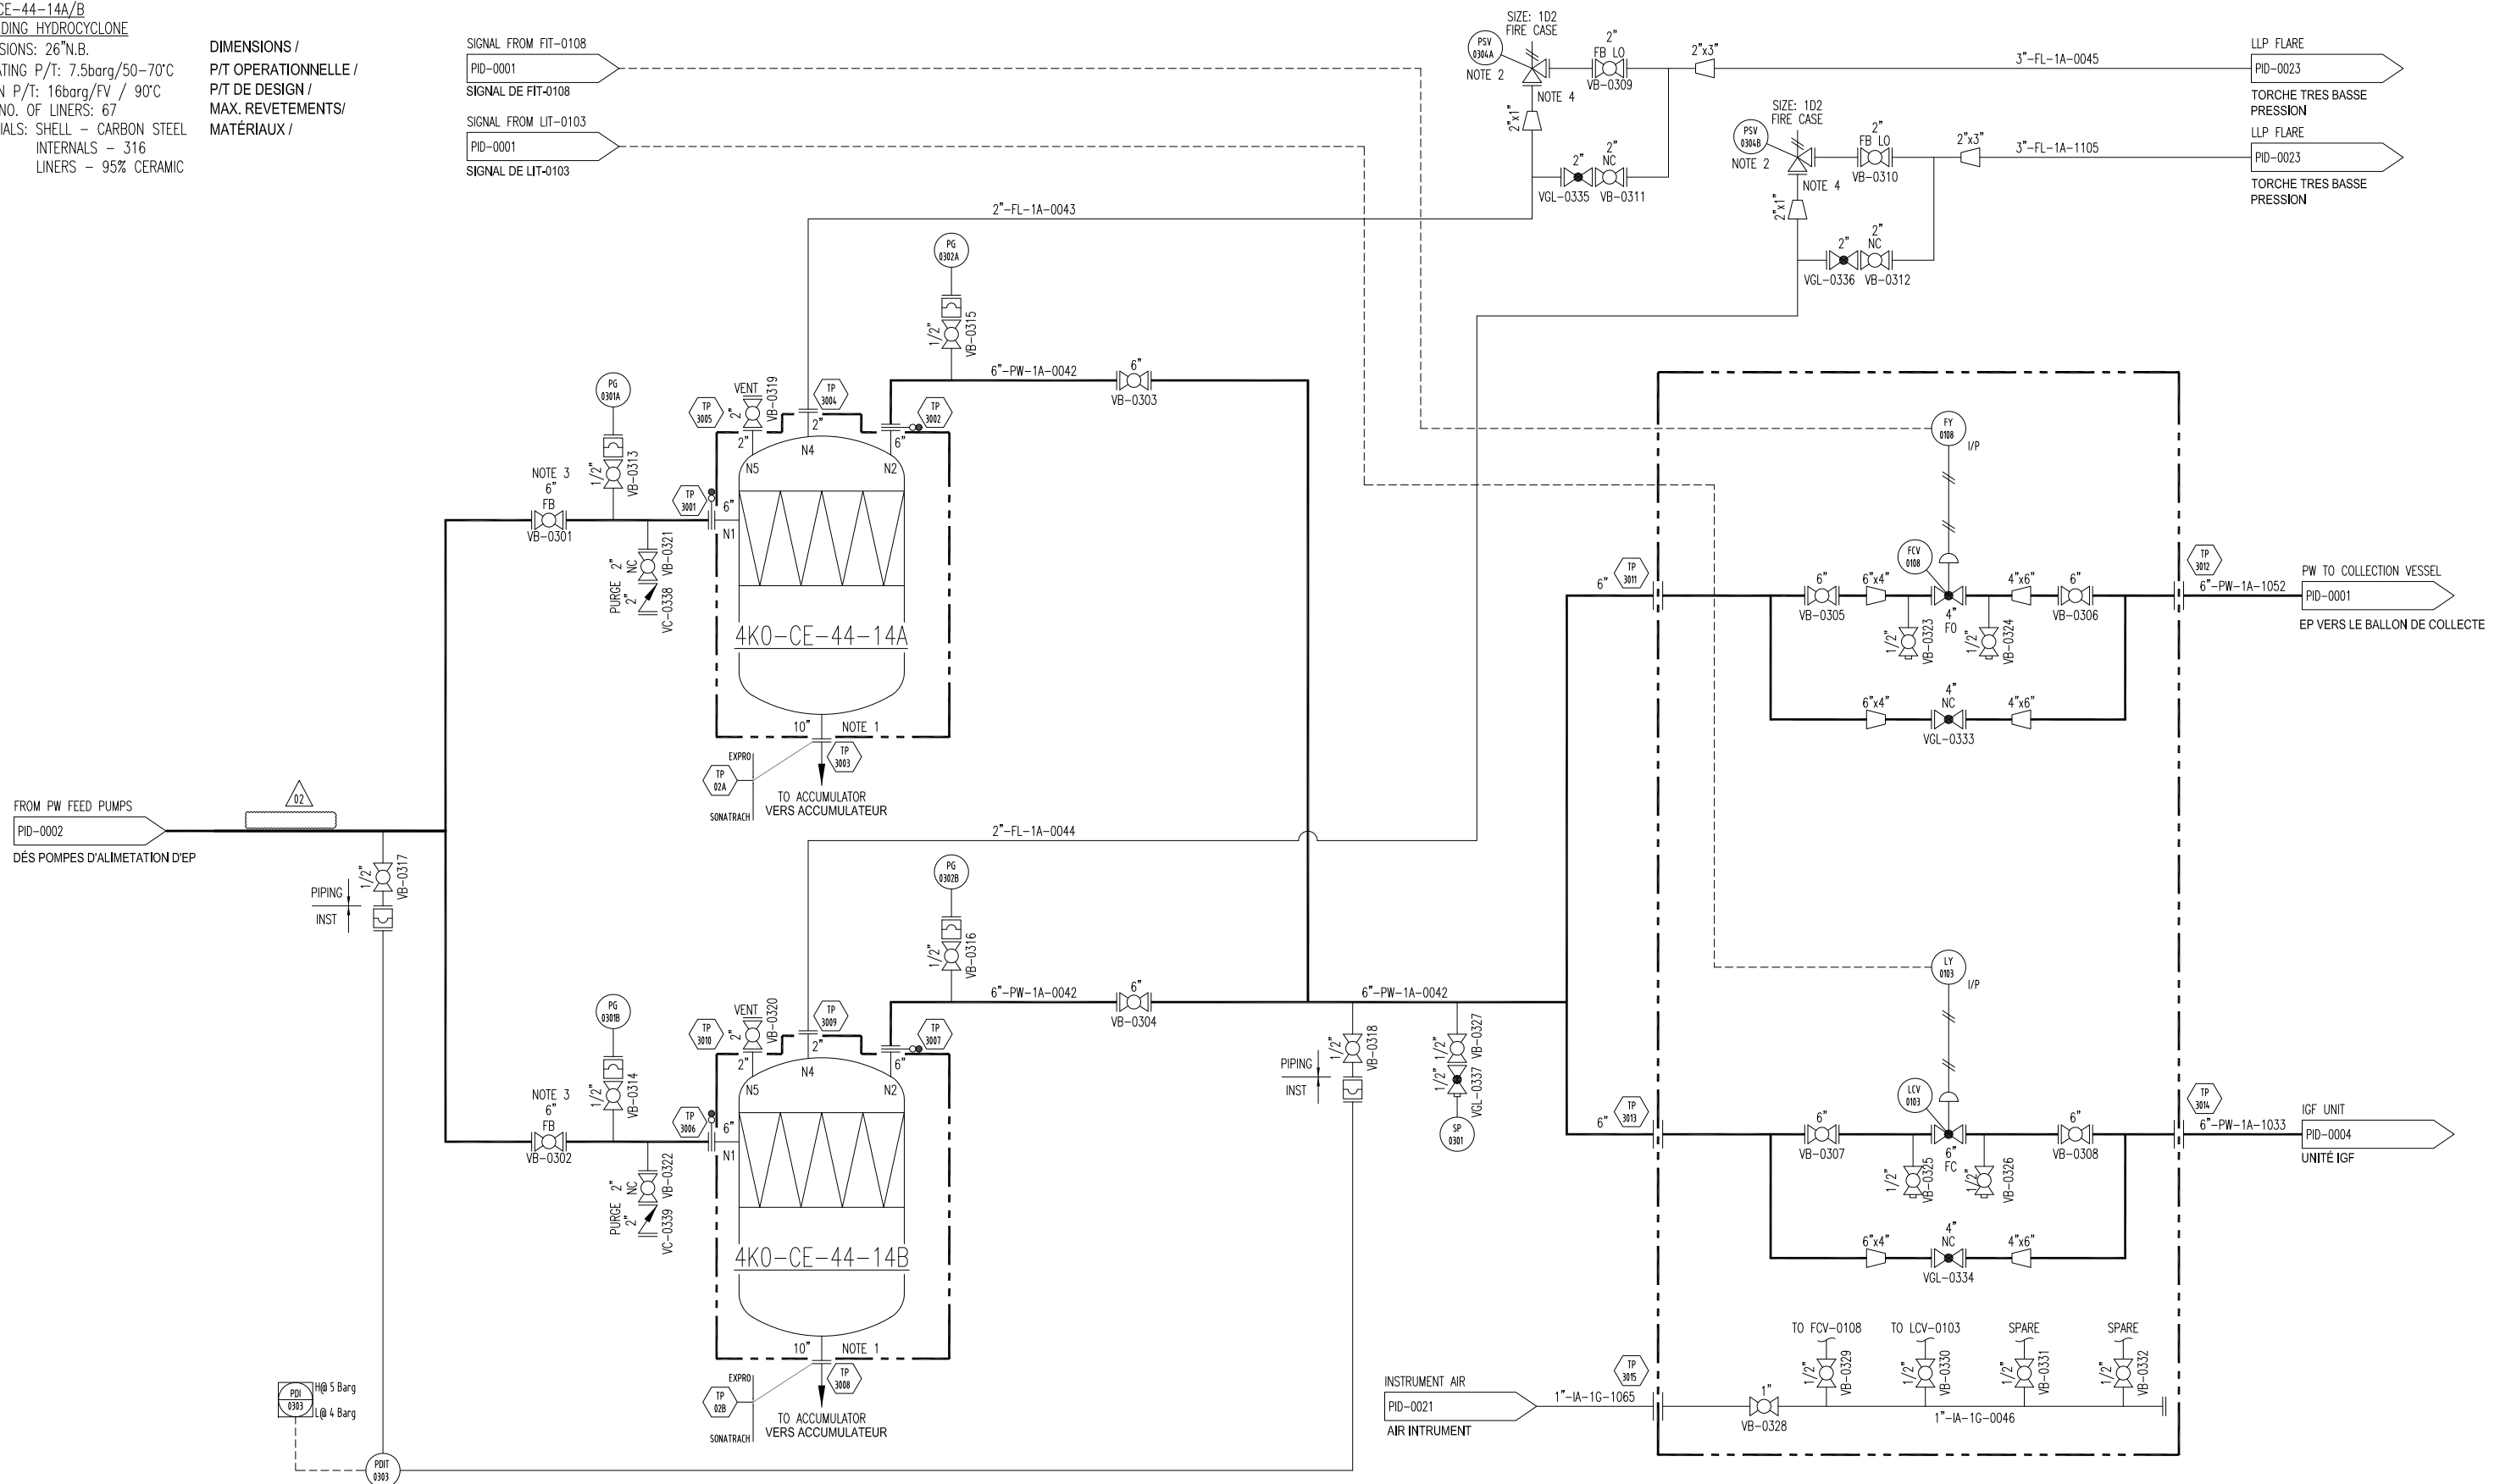 CE-44-14A/B
DING HYDROCYCLONE
SIONS: 26"N.B.
ATING P/T: 7.5barg/50-70°C
N P/T: 16barg/FV / 90°C
NO. OF LINERS: 67
IALS: SHELL - CARBON STEEL
INTERNALS - 316
LINERS - 95% CERAMIC
DIMENSIONS /
P/T OPERATIONNELLE /
P/T DE DESIGN /
MAX. REVETEMENTS/
MATÉRIAUX /
SIGNAL FROM FIT-0108
PID-0001
SIGNAL DE FIT-0108
SIGNAL FROM LIT-0103
PID-0001
SIGNAL DE LIT-0103
SIZE: 1D2
FIRE CASE
PSV
0304A
NOTE 2
NOTE 4
2"
FB LO
VB-0309
2"x3"
3"-FL-1A-0045
LLP FLARE
PID-0023
TORCHE TRES BASSE
PRESSION
2"x1"
2"
VGL-0335
2"
NC
VB-0311
SIZE: 1D2
FIRE CASE
PSV
0304B
NOTE 2
NOTE 4
2"
FB LO
VB-0310
2"x3"
3"-FL-1A-1105
LLP FLARE
PID-0023
TORCHE TRES BASSE
PRESSION
2"x1"
2"
VGL-0336
2"
NC
VB-0312
2"-FL-1A-0043
PG
0302A
1/2"
VB-0315
6"-PW-1A-0042
6"
VB-0303
PG
0301A
1/2"
VB-0313
NOTE 3
6"
FB
VB-0301
PURGE
2"
NC
VB-0321
2"
VC-0338
TP
3005
VENT
2"
VB-0319
TP
3004
TP
3002
TP
3001
2"
2"
6"
6"
N5
N4
N2
N1
4K0-CE-44-14A
10"
NOTE 1
TP
3003
EXPRO
TP
02A
SONATRACH
TO ACCUMULATOR
VERS ACCUMULATEUR
FROM PW FEED PUMPS
PID-0002
DÉS POMPES D'ALIMETATION D'EP
02
1/2"
VB-0317
PIPING
INST
2"-FL-1A-0044
PG
0302B
1/2"
VB-0316
6"-PW-1A-0042
6"
VB-0304
6"-PW-1A-0042
PG
0301B
1/2"
VB-0314
NOTE 3
6"
FB
VB-0302
PURGE
2"
NC
VB-0322
2"
VC-0339
TP
3010
VENT
2"
VB-0320
TP
3009
TP
3007
TP
3006
2"
2"
6"
6"
N5
N4
N2
N1
4K0-CE-44-14B
10"
NOTE 1
TP
3008
EXPRO
TP
02B
SONATRACH
TO ACCUMULATOR
VERS ACCUMULATEUR
PDI
0303
H@ 5 Barg
L@ 4 Barg
PDIT
0303
1/2"
VB-0318
PIPING
INST
1/2"
VB-0327
1/2"
VGL-0337
SP
0301
FY
0108
I/P
FCV
0108
6"
TP
3011
6"
VB-0305
6"x4"
4"
FO
4"x6"
6"
VB-0306
1/2"
VB-0323
1/2"
VB-0324
TP
3012
6"-PW-1A-1052
PW TO COLLECTION VESSEL
PID-0001
EP VERS LE BALLON DE COLLECTE
6"x4"
4"
NC
VGL-0333
4"x6"
LY
0103
I/P
LCV
0103
6"
TP
3013
6"
VB-0307
6"
FC
6"
VB-0308
1/2"
VB-0325
1/2"
VB-0326
TP
3014
6"-PW-1A-1033
IGF UNIT
PID-0004
UNITÉ IGF
6"x4"
4"
NC
VGL-0334
4"x6"
TO FCV-0108
TO LCV-0103
SPARE
SPARE
1/2"
VB-0329
1/2"
VB-0330
1/2"
VB-0331
1/2"
VB-0332
INSTRUMENT AIR
PID-0021
AIR INTRUMENT
1"-IA-1G-1065
TP
3015
1"
VB-0328
1"-IA-1G-0046